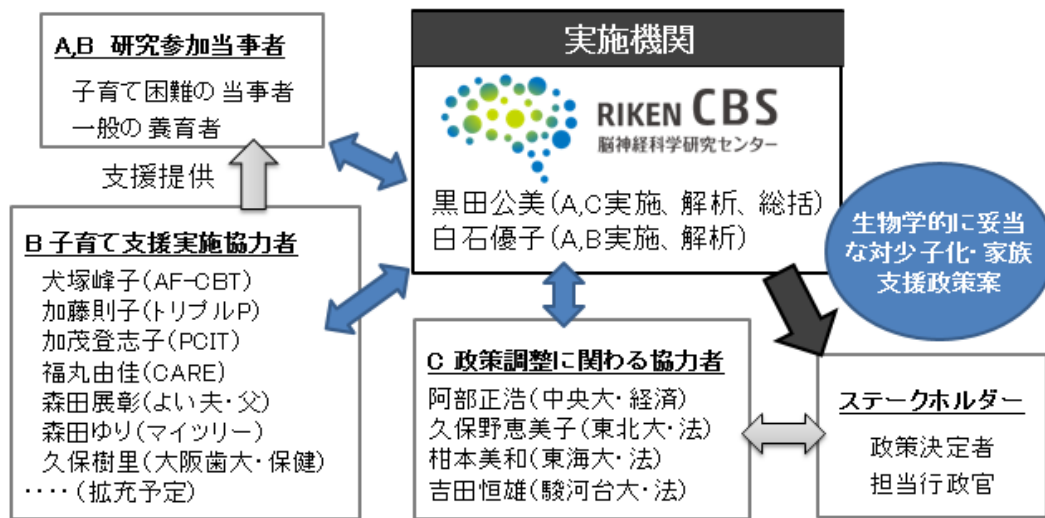 A,B 研究参加当事者
子育て困難の当事者
一般の養育者
支援提供
B 子育て支援実施協力者
犬塚峰子(AF-CBT)
加藤則子(トリプルP)
加茂登志子(PCIT)
福丸由佳(CARE)
森田展彰(よい夫・父)
森田ゆり(マイツリー)
久保樹里(大阪歯大・保健)
・・・・(拡充予定)
実施機関
RIKEN CBS
脳神経科学研究センター
黒田公美(A,C実施、解析、総括)
白石優子(A,B実施、解析)
生物学的に妥当
な対少子化・家族
支援政策案
C 政策調整に関わる協力者
阿部正浩(中央大・経済)
久保野恵美子(東北大・法)
柑本美和(東海大・法)
吉田恒雄(駿河台大・法)
ステークホルダー
政策決定者
担当行政官